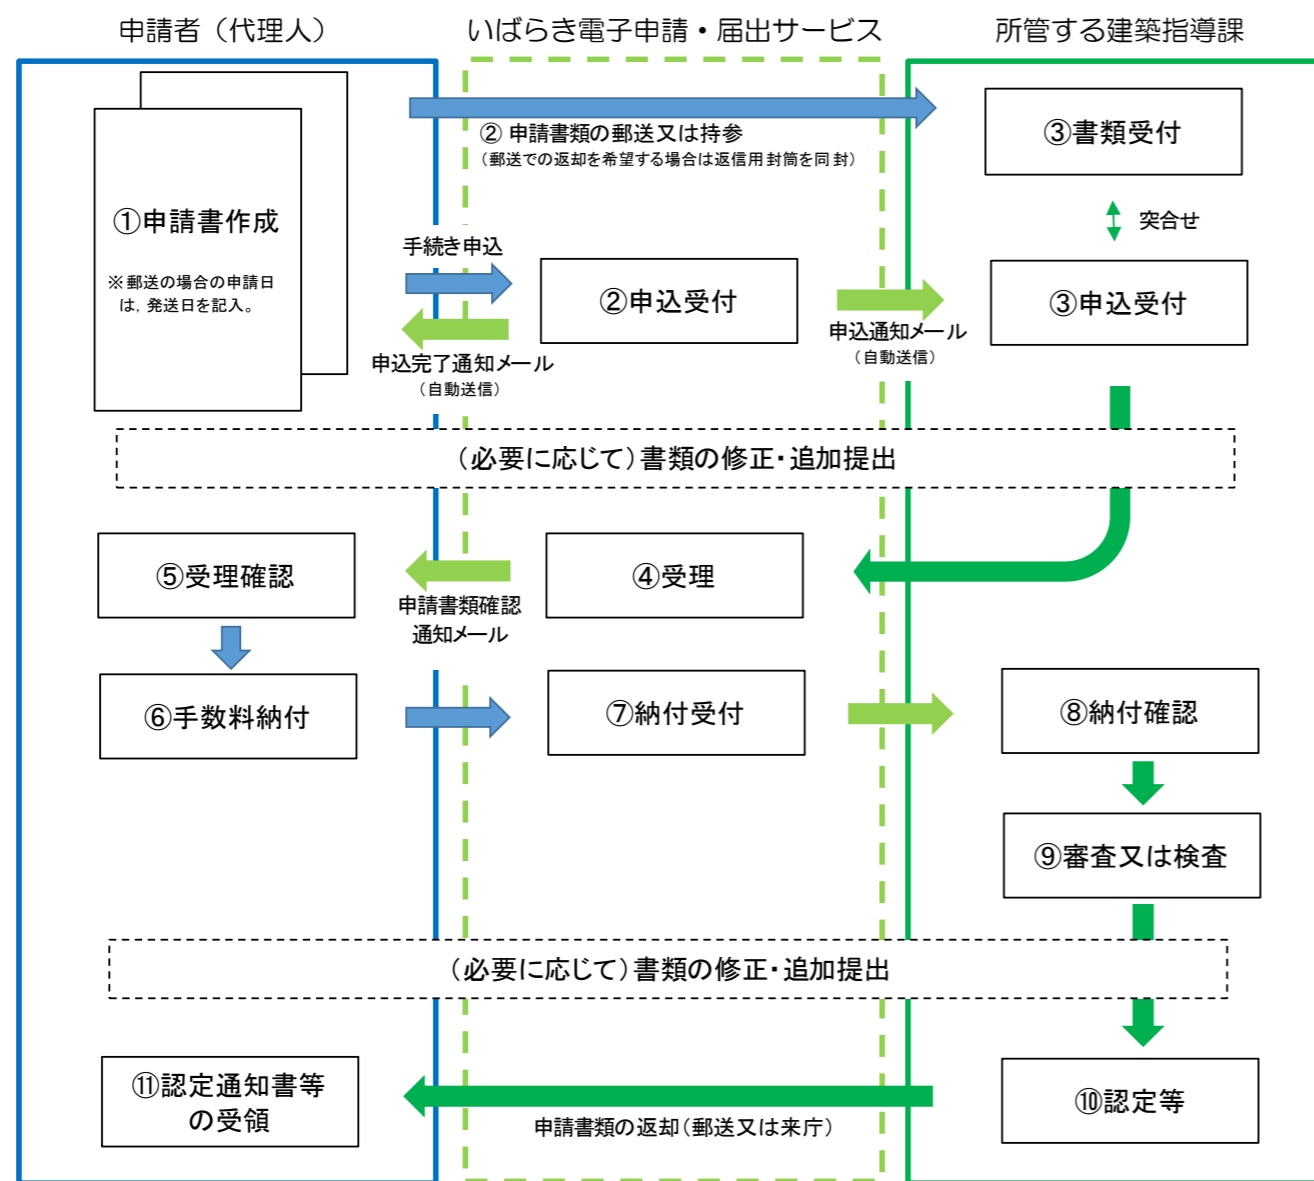 申請者（代理人）
いばらき電子申請・届出サービス
所管する建築指導課
② 申請書類の郵送又は持参
（郵送での返却を希望する場合は返信用封筒を同封）
③書類受付
①申請書作成
※郵送の場合の申請日
は，発送日を記入。
突合せ
手続き申込
②申込受付
③申込受付
申込完了通知メール
（自動送信）
申込通知メール
（自動送信）
（必要に応じて）書類の修正・追加提出
⑤受理確認
④受理
申請書類確認
通知メール
⑥手数料納付
⑦納付受付
⑧納付確認
⑨審査又は検査
（必要に応じて）書類の修正・追加提出
⑪認定通知書等
の受領
⑩認定等
申請書類の返却（郵送又は来庁）